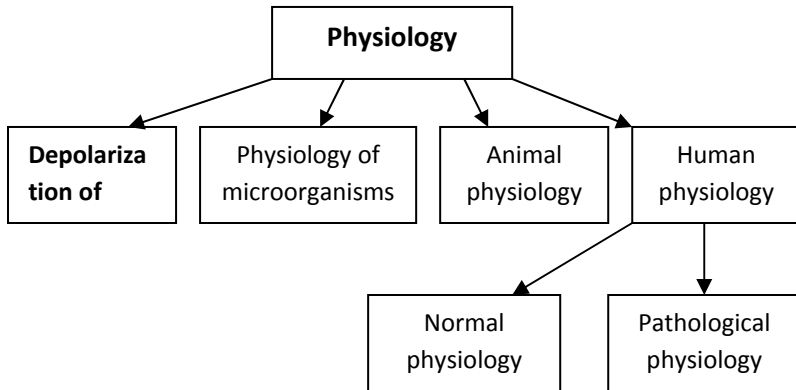 Physiology
Depolariza
tion of
Physiology of
microorganisms
Animal
physiology
Human
physiology
Normal
physiology
Pathological
physiology